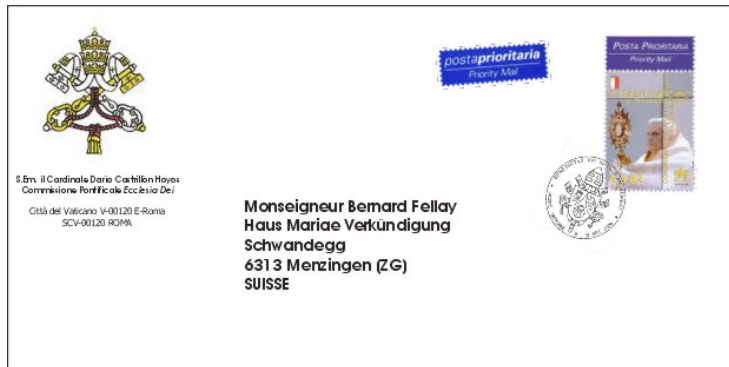 S.Em. il Cardinale Dario Castrillón Hoyos
Commissione Pontificale Ecclesia Dei
Città del Vaticano V-00120 E-Roma
SCV-00120 ROMA
postaprioritaria
Priority Mail
POSTA PRIORITARIA
Priority Mail
Monseigneur Bernard Fellay
Haus Mariae Verkündigung
Schwandegg
6313 Menzingen (ZG)
SUISSE